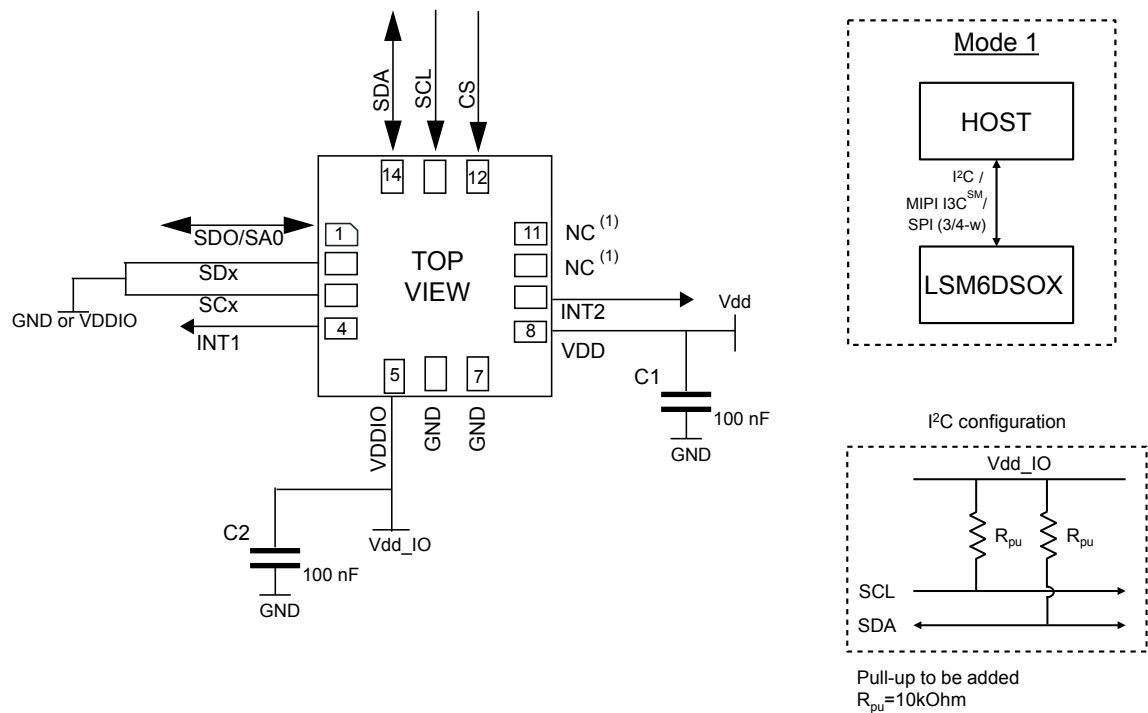 SDA
SCL
CS
14
12
SDO/SA0
1
SDx
SCx
GND or VDDIO
INT1
4
TOP
VIEW
11
NC (1)
NC (1)
INT2
Vdd
8
VDD
5
7
VDDIO
GND
GND
C1
100 nF
GND
C2
100 nF
GND
Vdd_IO
Mode 1
HOST
I²C /
MIPI I3C SM/
SPI (3/4-w)
LSM6DSOX
I²C configuration
Vdd_IO
Rpu
Rpu
SCL
SDA
Pull-up to be added
Rpu=10kOhm